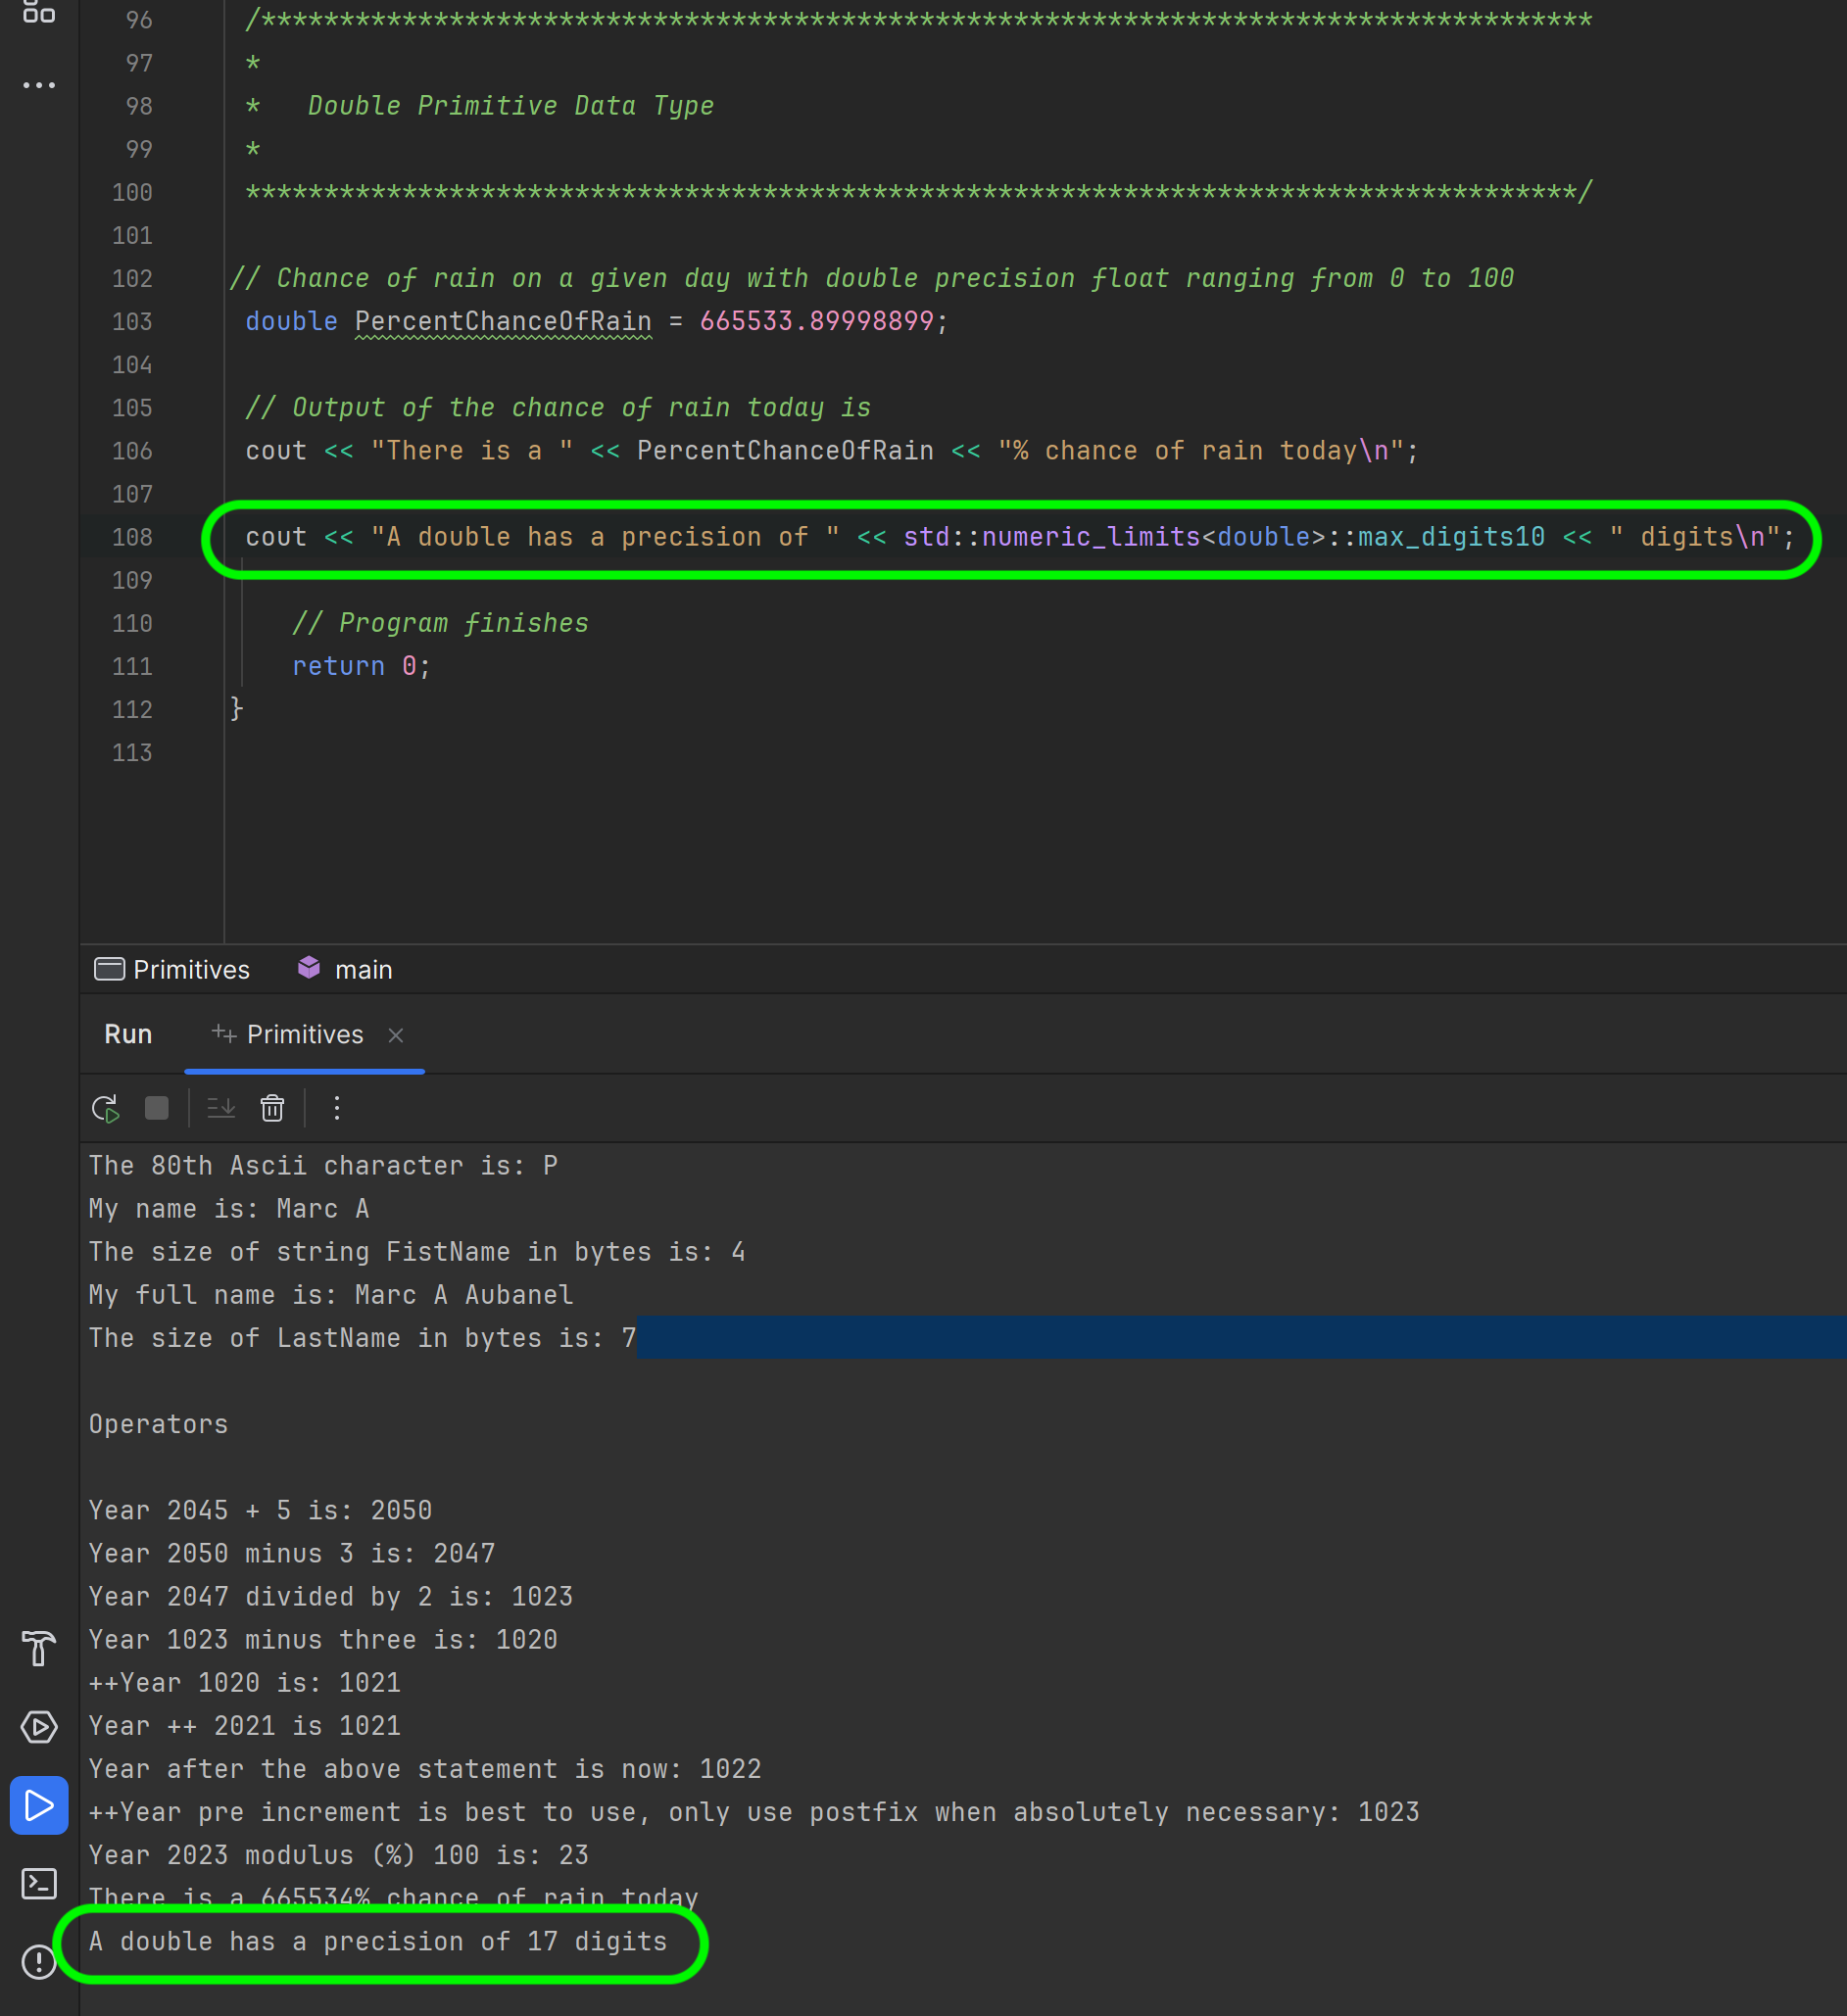 96 /*************************************************************************************
97 *
98 *   Double Primitive Data Type
99 *
100 *************************************************************************************/
101
102 // Chance of rain on a given day with double precision float ranging from 0 to 100
103 double PercentChanceOfRain = 665533.89998899;
104
105 // Output of the chance of rain today is
106 cout << "There is a " << PercentChanceOfRain << "% chance of rain today\n";
107
108 cout << "A double has a precision of " << std::numeric_limits<double>::max_digits10 << " digits\n";
109
110 // Program finishes
111 return 0;
112 }
113
Primitives main
Run Primitives
The 80th Ascii character is: P
My name is: Marc A
The size of string FistName in bytes is: 4
My full name is: Marc A Aubanel
The size of LastName in bytes is: 7
Operators
Year 2045 + 5 is: 2050
Year 2050 minus 3 is: 2047
Year 2047 divided by 2 is: 1023
Year 1023 minus three is: 1020
++Year 1020 is: 1021
Year ++ 2021 is 1021
Year after the above statement is now: 1022
++Year pre increment is best to use, only use postfix when absolutely necessary: 1023
Year 2023 modulus (%) 100 is: 23
There is a 665534% chance of rain today
A double has a precision of 17 digits